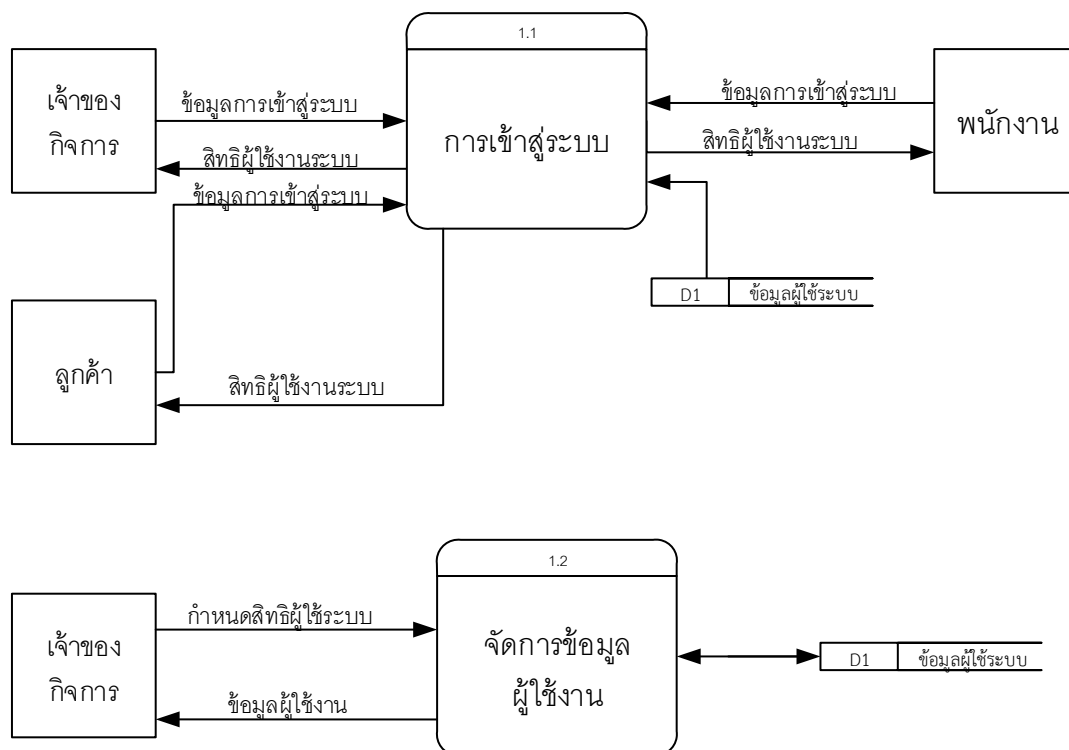 1.1
เจ้าของ
กิจการ
ข้อมูลการเข้าสู่ระบบ
การเข้าสู่ระบบ
ข้อมูลการเข้าสู่ระบบ
พนักงาน
สิทธิผู้ใช้งานระบบ
สิทธิผู้ใช้งานระบบ
ข้อมูลการเข้าสู่ระบบ
D1 ข้อมูลผู้ใช้ระบบ
ลูกค้า
สิทธิผู้ใช้งานระบบ
1.2
เจ้าของ
กิจการ
กำหนดสิทธิผู้ใช้ระบบ
จัดการข้อมูล
ผู้ใช้งาน
D1 ข้อมูลผู้ใช้ระบบ
ข้อมูลผู้ใช้งาน